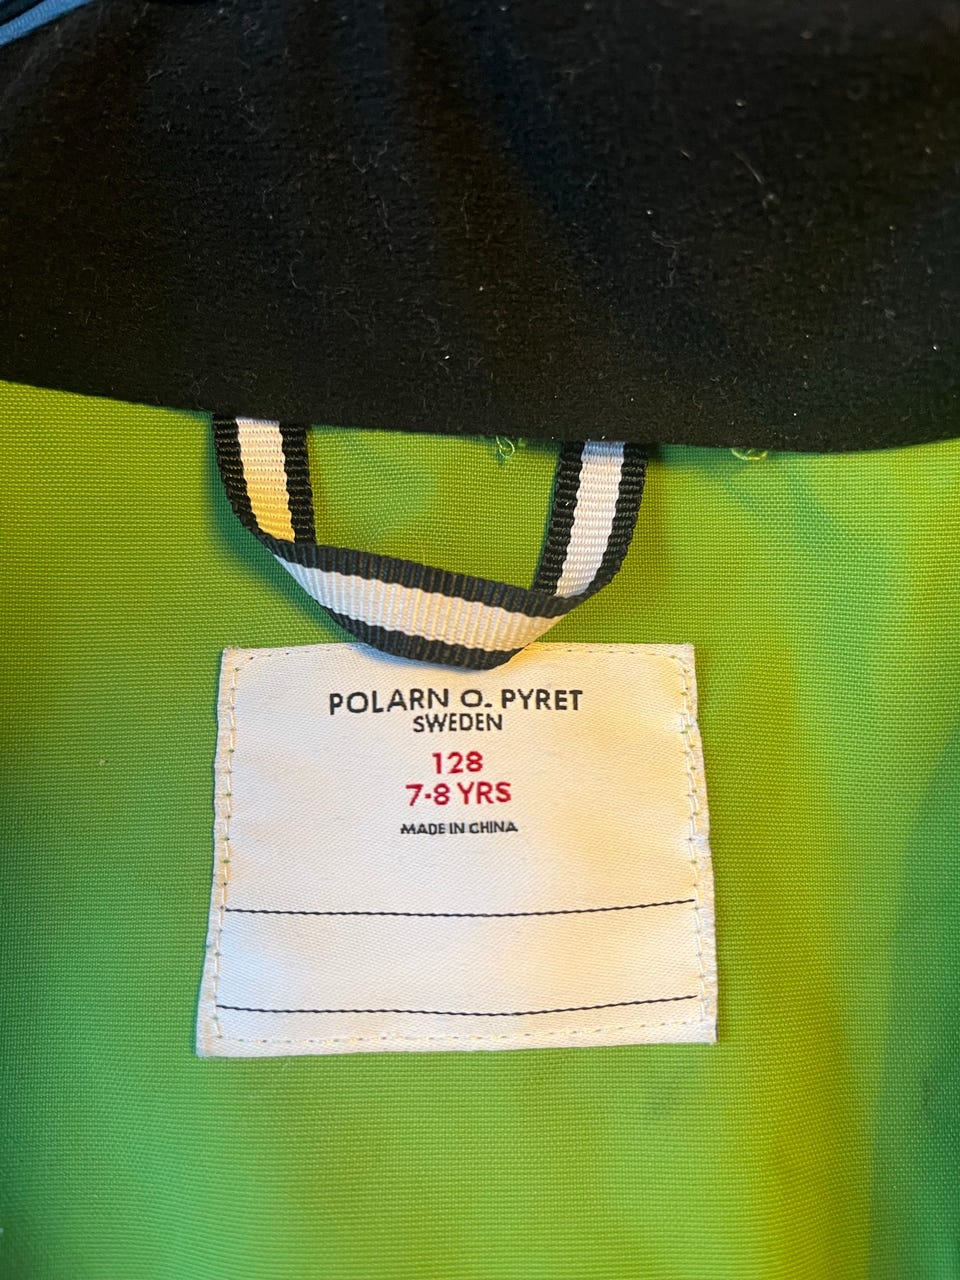 POLARN O. PYRET
SWEDEN
128
7-8 YRS
MADE IN CHINA